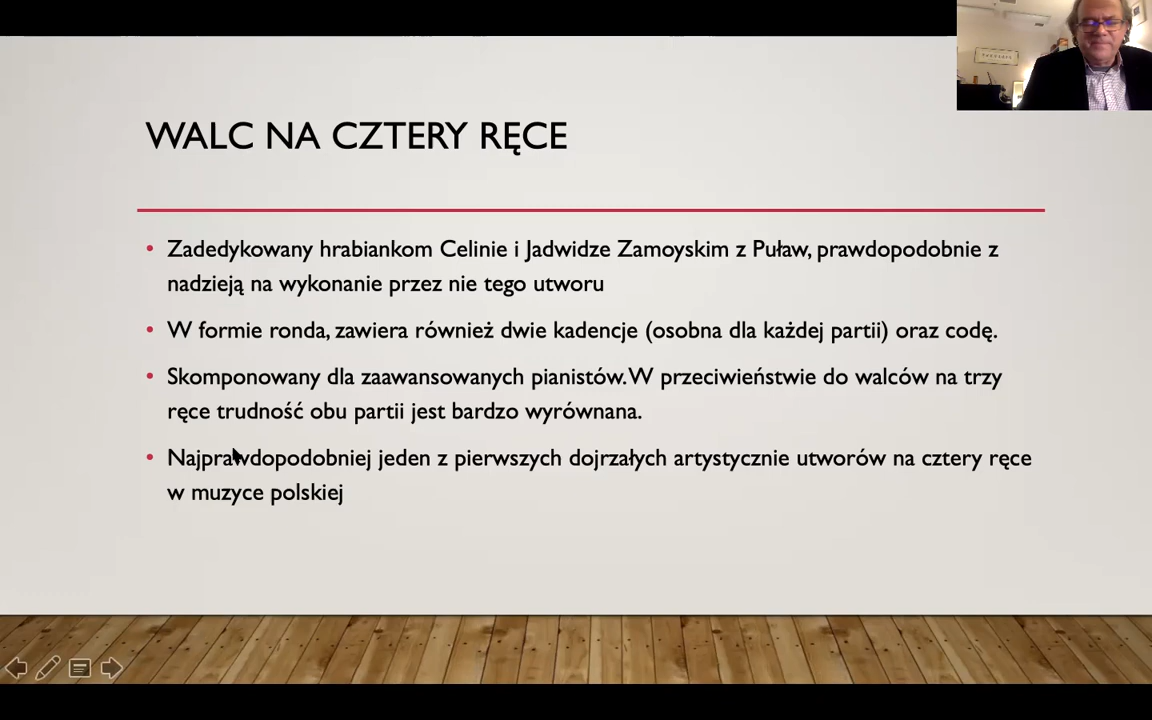 WALC NA CZTERY RĘCE
• Zadedykowany hrabiankom Celinie i Jadwidze Zamoyskim z Puław, prawdopodobnie z
nadzieją na wykonanie przez nie tego utworu
• W formie ronda, zawiera również dwie kadencje (osobna dla każdej partii) oraz codę.
• Skomponowany dla zaawansowanych pianistów. W przeciwieństwie do walców na trzy
ręce trudność obu partii jest bardzo wyrównana.
• Najprawdopodobniej jeden z pierwszych dojrzałych artystycznie utworów na cztery ręce
w muzyce polskiej